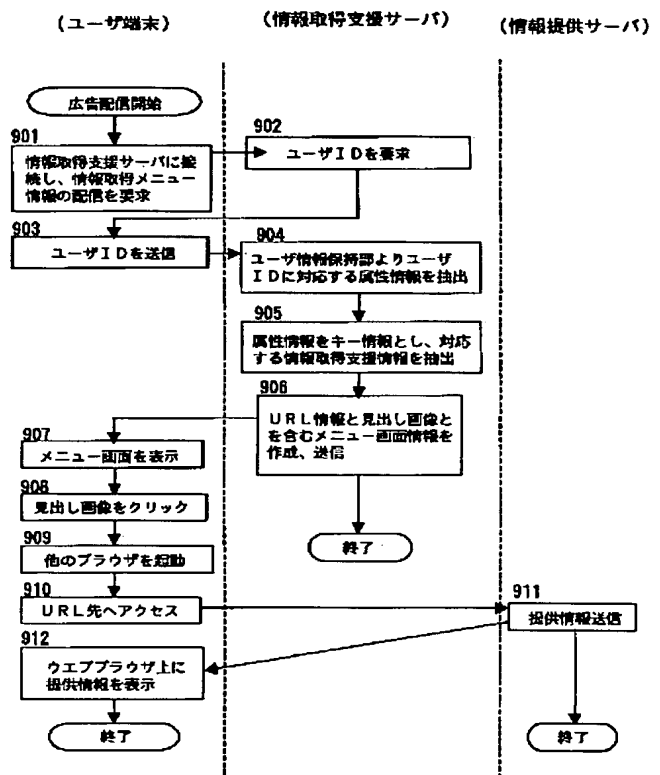 (ユーザ端末)
(情報取得支援サーバ)
(情報提供サーバ)
広告配信開始
901
情報取得支援サーバに接
続し、情報取得メニュー
情報の配信を要求
902
ユーザIDを要求
903
ユーザIDを送信
904
ユーザ情報保持部よりユーザ
IDに対応する属性情報を抽出
905
属性情報をキー情報とし、対応
する情報取得支援情報を抽出
906
URL情報と見出し画像と
を含むメニュー画面情報を
作成、送信
907
メニュー画面を表示
908
見出し画像をクリック
909
他のブラウザを起動
終了
910
URL先へアクセス
911
提供情報送信
912
ウエブブラウザ上に
提供情報を表示
終了
終了